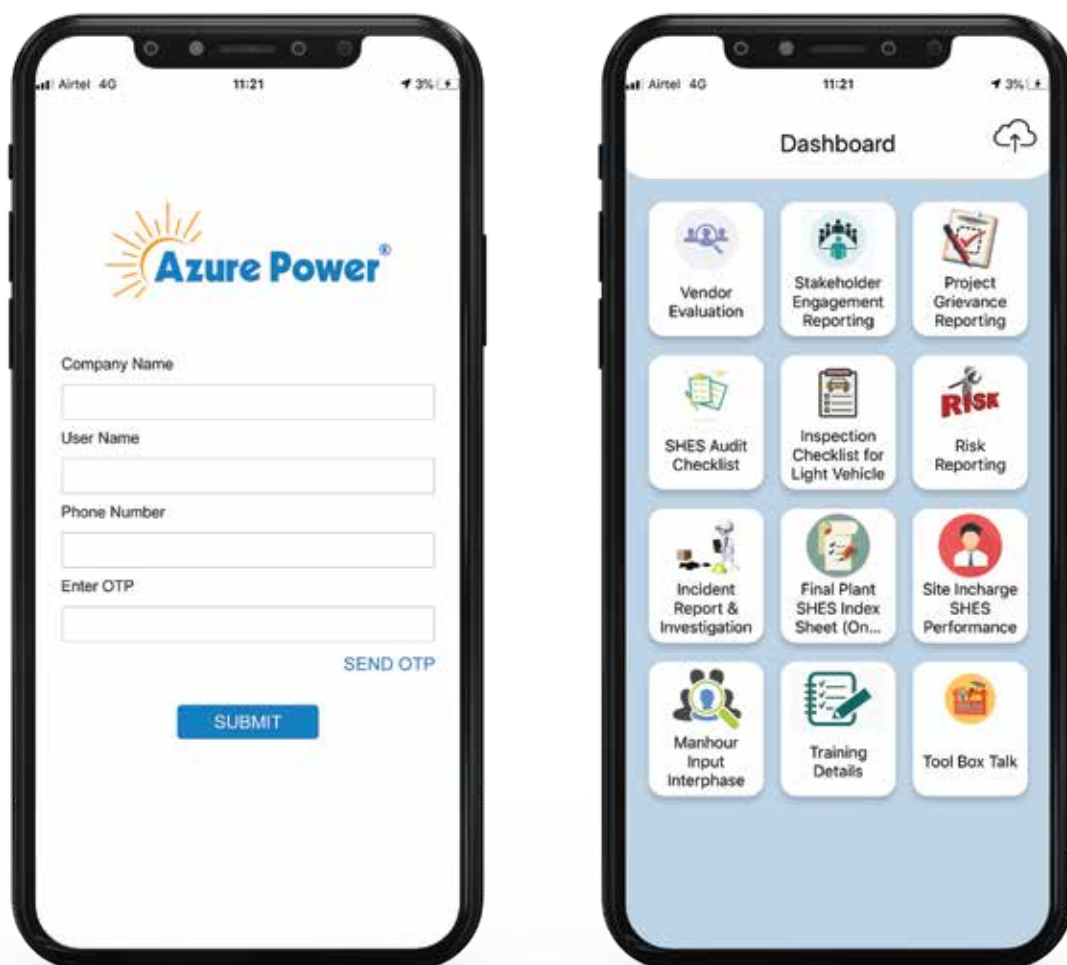 Airtel 4G 11:21 3%
Azure Power®
Company Name
User Name
Phone Number
Enter OTP
SEND OTP
SUBMIT
Airtel 4G 11:21 3%
Dashboard
Vendor
Evaluation
Stakeholder
Engagement
Reporting
Project
Grievance
Reporting
SHES Audit
Checklist
Inspection
Checklist for
Light Vehicle
RISK
Risk
Reporting
Incident
Report &
Investigation
Final Plant
SHES Index
Sheet (On...
Site Incharge
SHES
Performance
Manhour
Input
Interphase
Training
Details
Tool Box Talk